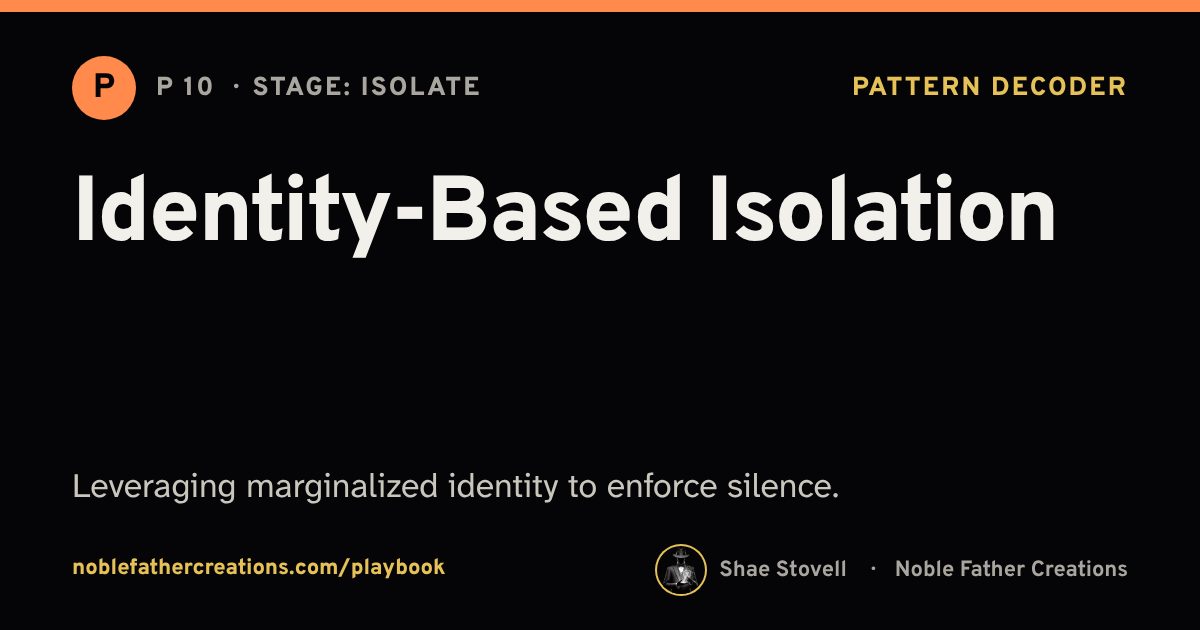 P
P 10 · STAGE: ISOLATE
PATTERN DECODER
Identity-Based Isolation
Leveraging marginalized identity to enforce silence.
noblefathercreations.com/playbook
Shae Stovell · Noble Father Creations